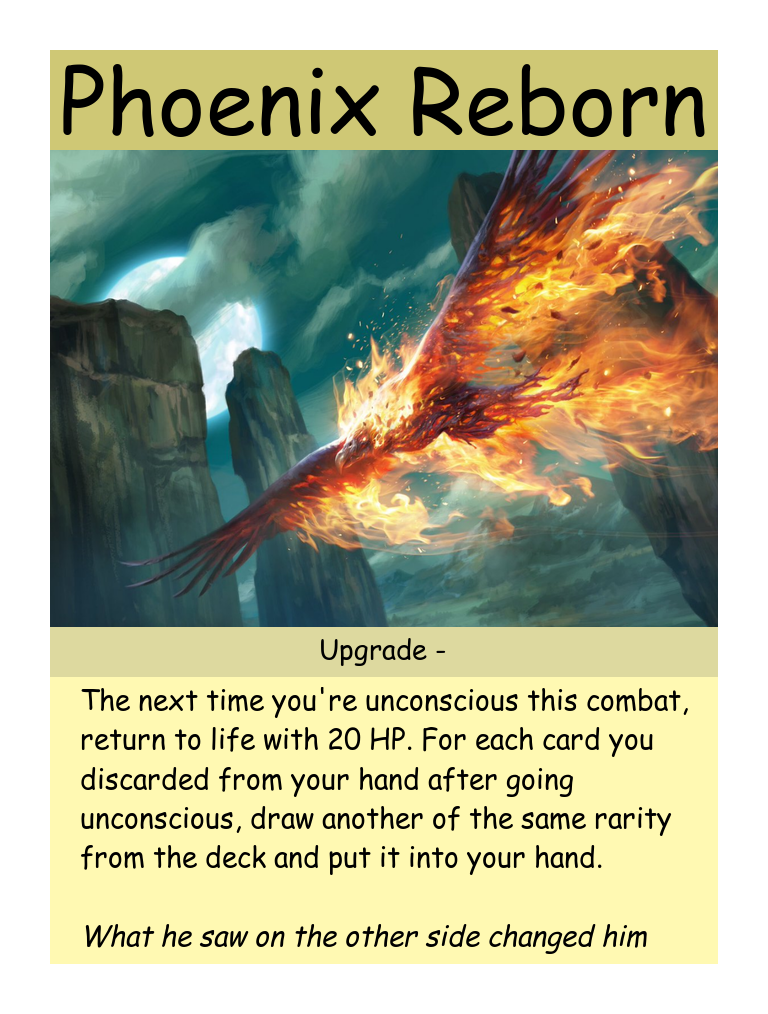 Phoenix Reborn
Upgrade -
The next time you're unconscious this combat,
return to life with 20 HP. For each card you
discarded from your hand after going
unconscious, draw another of the same rarity
from the deck and put it into your hand.
What he saw on the other side changed him